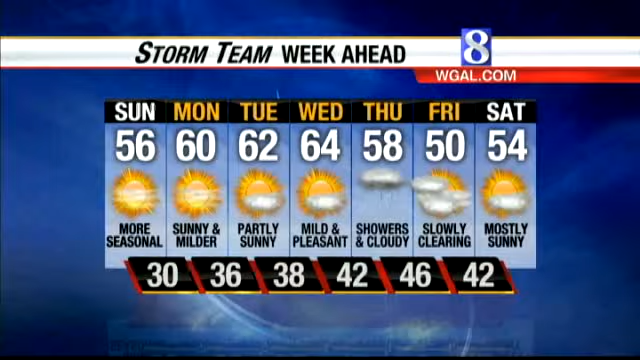 STORM TEAM WEEK AHEAD 8
WGAL.COM
SUN MON TUE WED THU FRI SAT
56 60 62 64 58 50 54
MORE SUNNY & PARTLY MILD & SHOWERS SLOWLY MOSTLY
SEASONAL MILDER SUNNY PLEASANT & CLOUDY CLEARING SUNNY
30 36 38 42 46 42